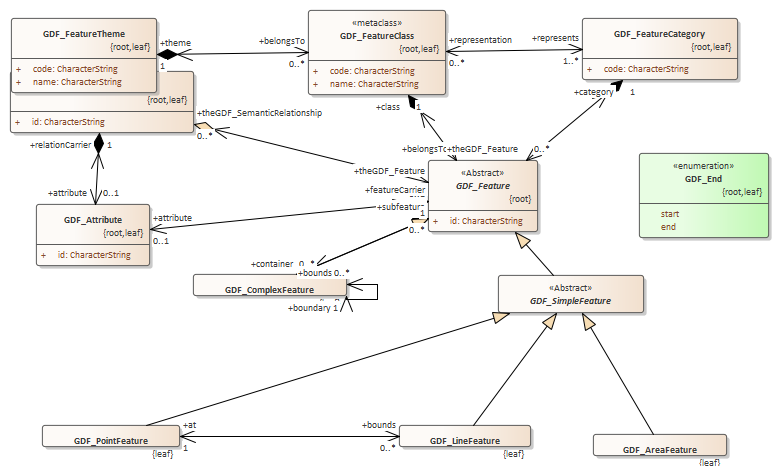 GDF_FeatureTheme
{root,leaf}
+ code: CharacterString
+ name: CharacterString
+theme
1
+belongsTo
0..*
«metaclass»
GDF_FeatureClass
{root,leaf}
+ code: CharacterString
+ name: CharacterString
+representation
0..*
+represents
1..*
GDF_FeatureCategory
{root,leaf}
+ code: CharacterString
+category
1
{root,leaf}
+ id: CharacterString
+theGDF_SemanticRelationship
0..*
+class
1
+belongsTo
+theGDF_Feature
0..*
+relationCarrier
1
+attribute
0..1
GDF_Attribute
{root,leaf}
+ id: CharacterString
+attribute
0..1
+theGDF_Feature
+featureCarrier
+subfeature
1
0..*
«Abstract»
GDF_Feature
{root}
+ id: CharacterString
«enumeration»
GDF_End
{root,leaf}
start
end
+container
0..*
+bounds 0..*
GDF_ComplexFeature
+boundary 1
«Abstract»
GDF_SimpleFeature
GDF_PointFeature
{leaf}
+at
1
+bounds
0..*
GDF_LineFeature
{leaf}
GDF_AreaFeature
{leaf}